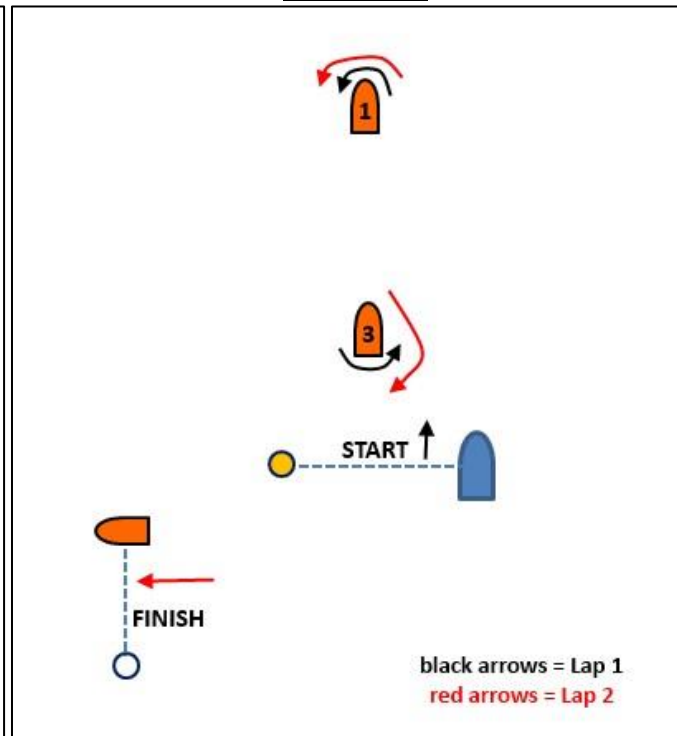 1
3
START
FINISH
black arrows = Lap 1
red arrows = Lap 2